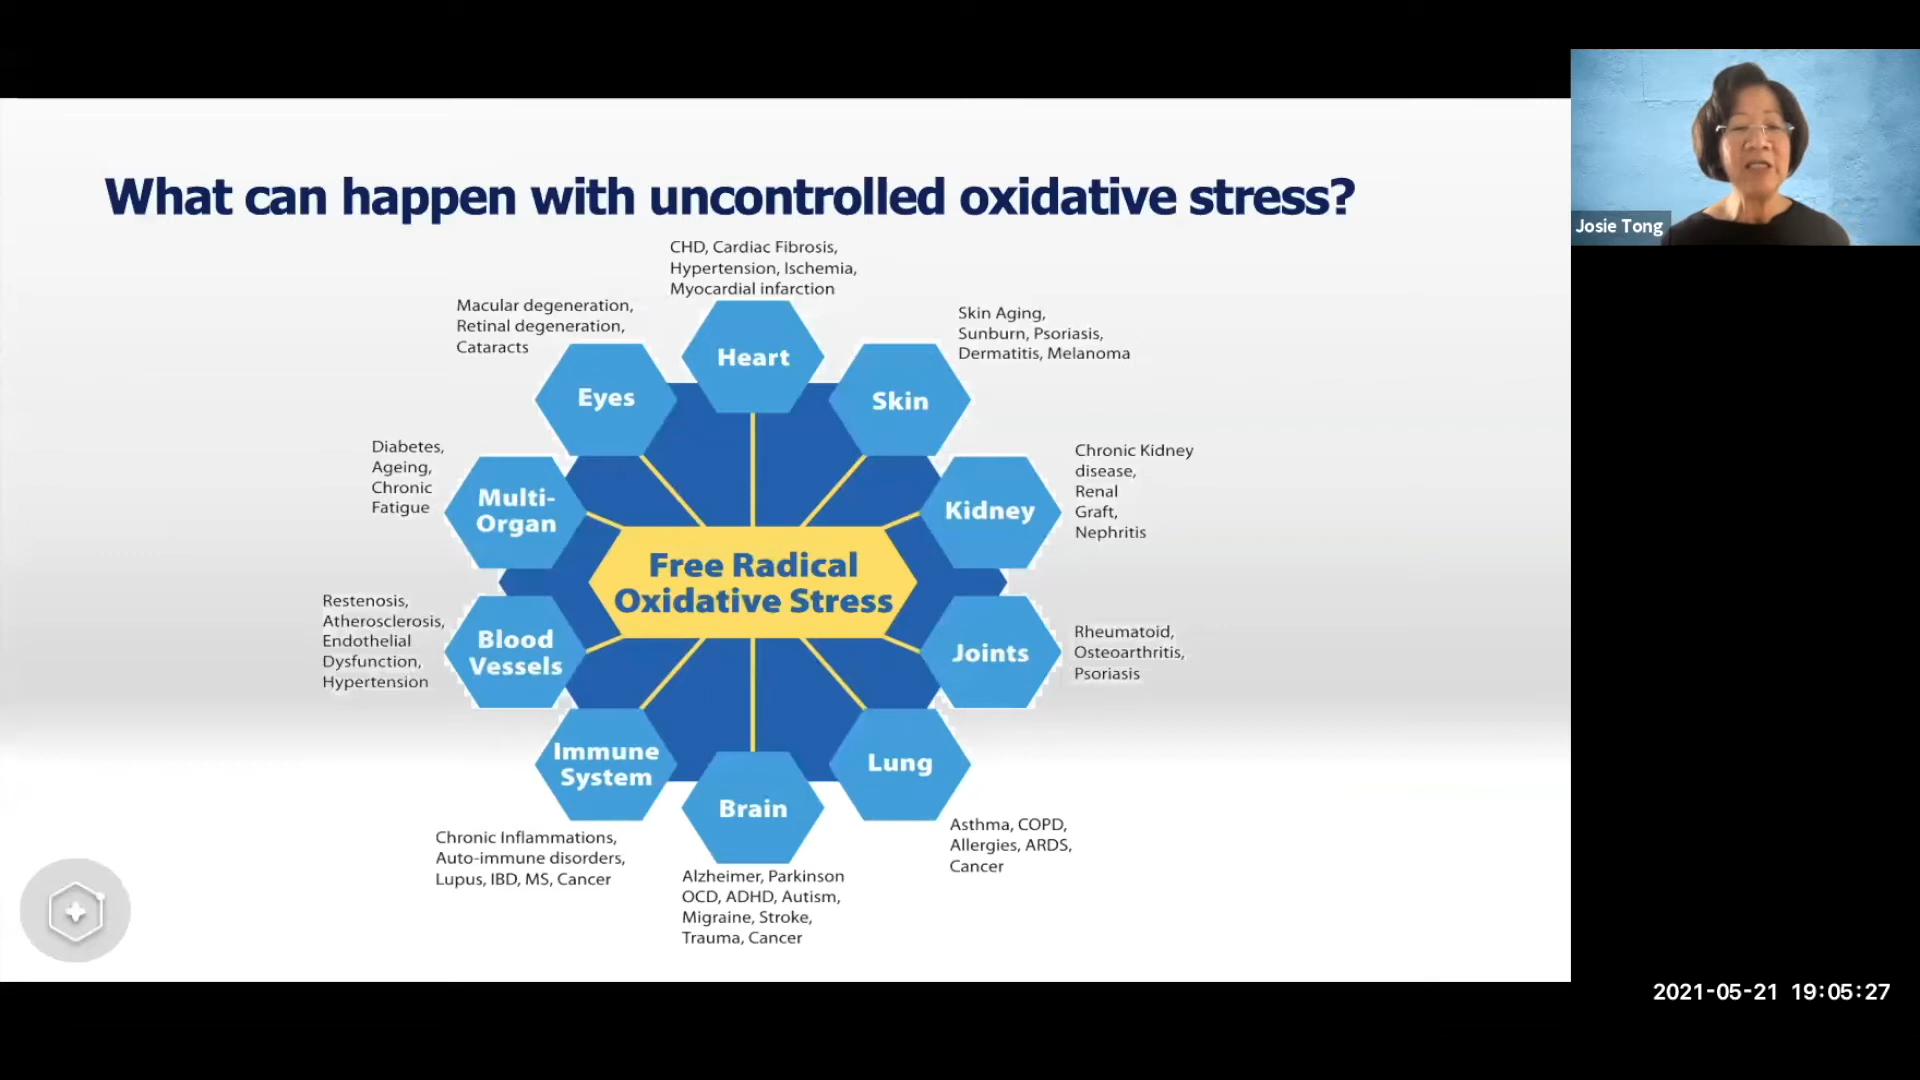 What can happen with uncontrolled oxidative stress?
CHD, Cardiac Fibrosis,
Hypertension, Ischemia,
Myocardial infarction
Heart
Skin Aging,
Sunburn, Psoriasis,
Dermatitis, Melanoma
Skin
Chronic Kidney
disease,
Renal
Graft,
Nephritis
Kidney
Rheumatoid,
Osteoarthritis,
Psoriasis
Joints
Lung
Asthma, COPD,
Allergies, ARDS,
Cancer
Brain
Alzheimer, Parkinson
OCD, ADHD, Autism,
Migraine, Stroke,
Trauma, Cancer
Immune
System
Chronic Inflammations,
Auto-immune disorders,
Lupus, IBD, MS, Cancer
Blood
Vessels
Restenosis,
Atherosclerosis,
Endothelial
Dysfunction,
Hypertension
Multi-
Organ
Diabetes,
Ageing,
Chronic
Fatigue
Eyes
Macular degeneration,
Retinal degeneration,
Cataracts
Free Radical
Oxidative Stress
Josie Tong
2021-05-21 19:05:27